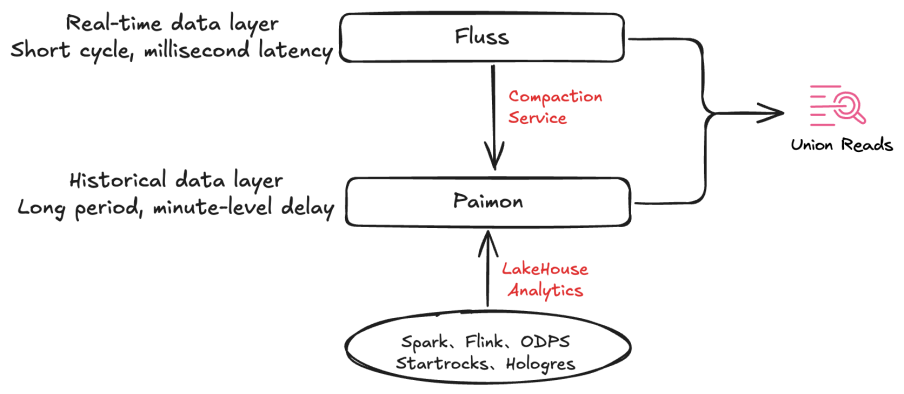 Real-time data layer
Short cycle, millisecond latency
Fluss
Compaction
Service
Union Reads
Historical data layer
Long period, minute-level delay
Paimon
LakeHouse
Analytics
Spark、Flink、ODPS
Startrocks、Hologres